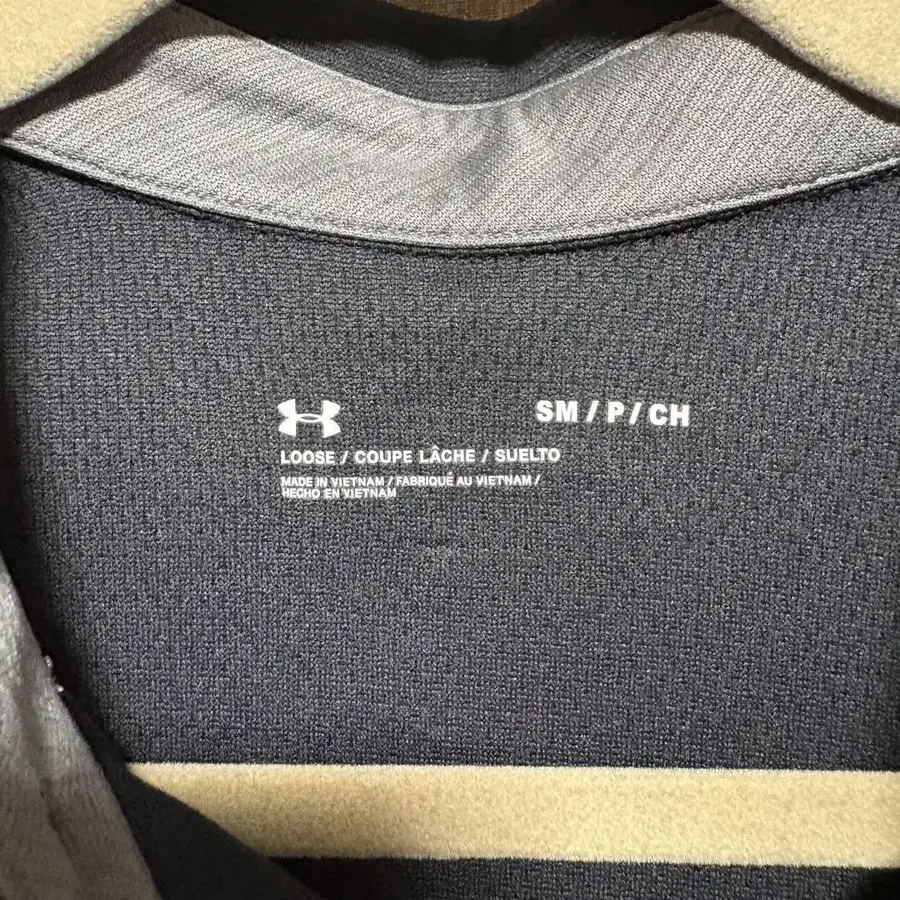 SM / P / CH
LOOSE / COUPE LÂCHE / SUELTO
MADE IN VIETNAM / FABRIQUÉ AU VIETNAM /
HECHO EN VIETNAM